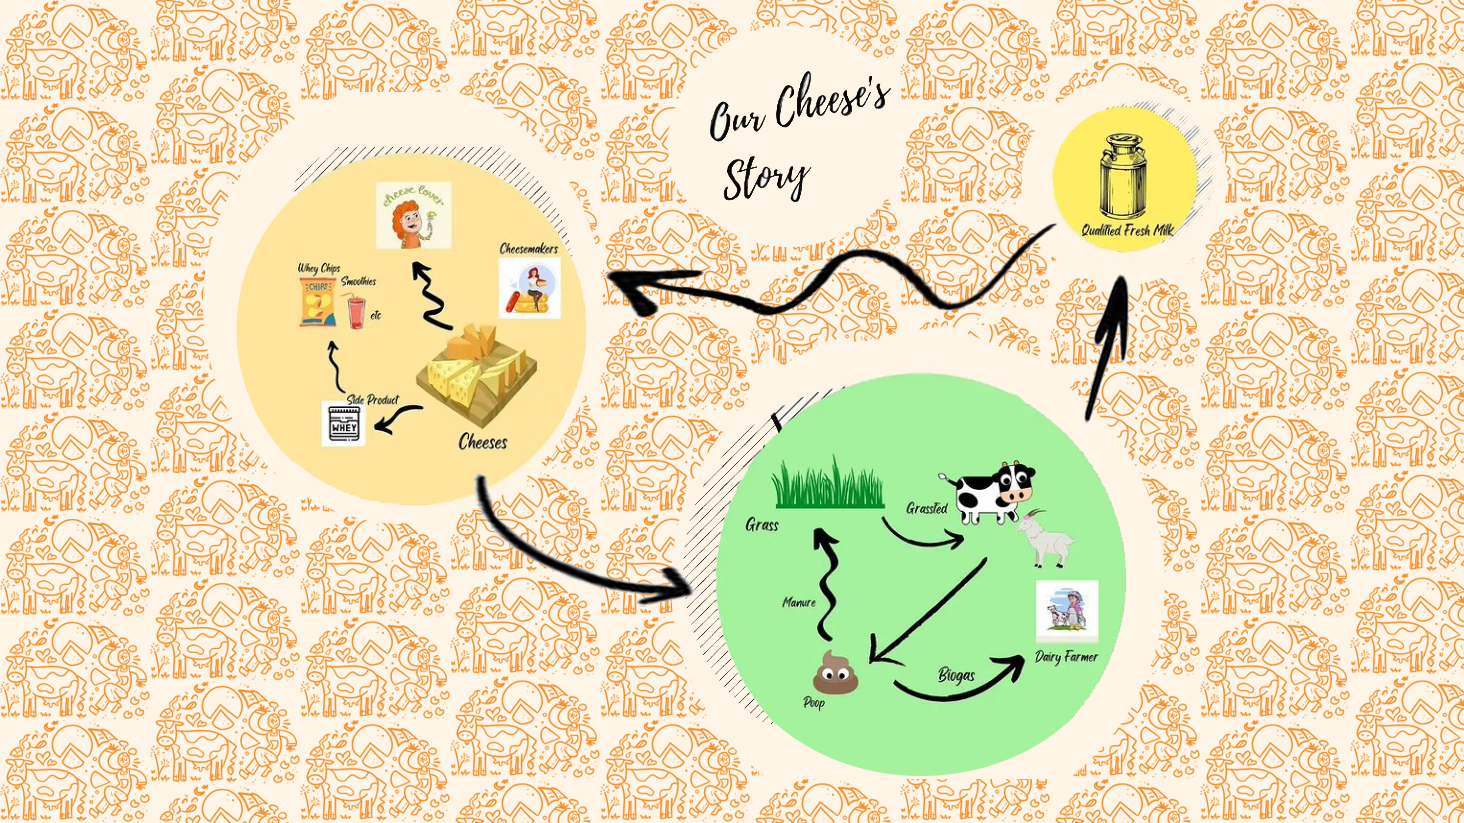 Our Cheese's
Story
Qualified Fresh Milk
cheese lover
Cheesemakers
Whey Chips
CHIPS
Smoothies
etc
Side Product
WHEY
Cheeses
Grass
Grassfed
Manure
Poop
Biogas
Dairy Farmer